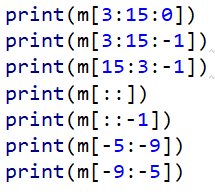 print(m[3:15:0])
print(m[3:15:-1])
print(m[15:3:-1])
print(m[::])
print(m[::-1])
print(m[-5:-9])
print(m[-9:-5])